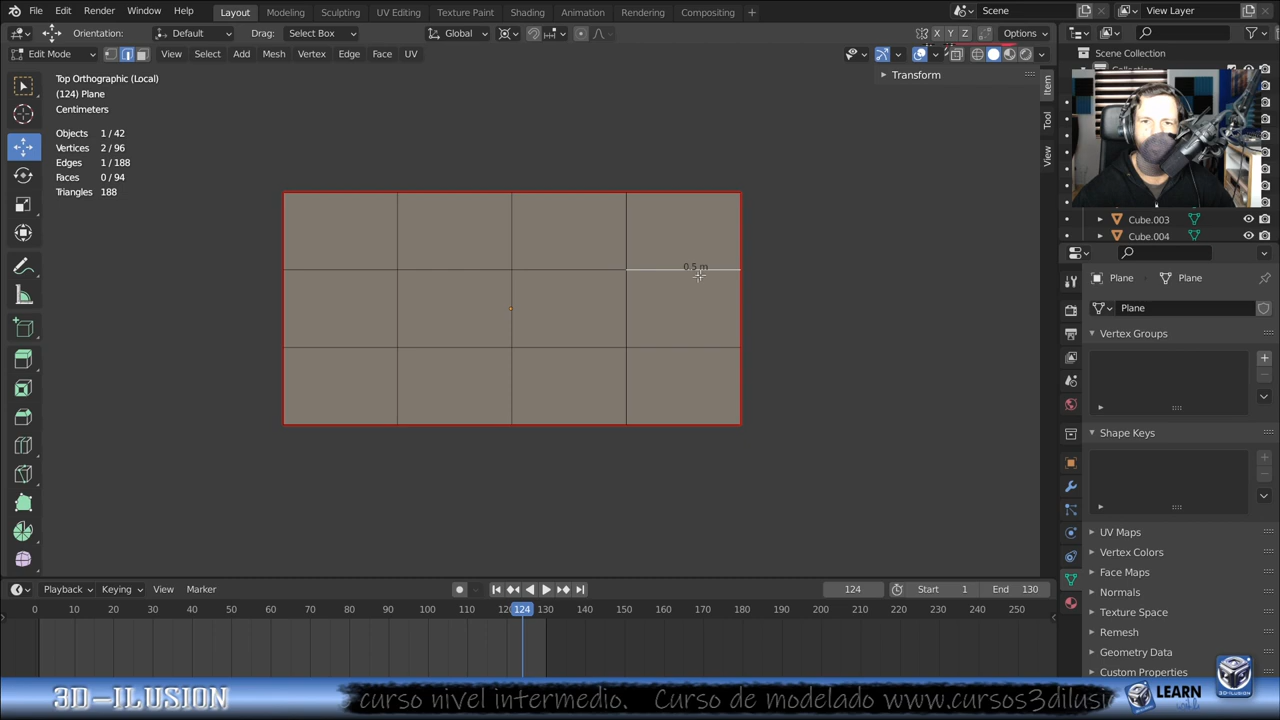 File Edit Render Window Help Layout Modeling Sculpting UV Editing Texture Paint Shading Animation Rendering Compositing + Scene View Layer
Orientation: Default Drag: Select Box Global X Y Z Options
Edit Mode View Select Add Mesh Vertex Edge Face UV
Scene Collection
Top Orthographic (Local)
(124) Plane
Centimeters
Objects 1 / 42
Vertices 2 / 96
Edges 1 / 188
Faces 0 / 94
Triangles 188
Transform
Item
Tool
View
0.5 m
Cube.003
Cube.004
Plane Plane
Plane
Vertex Groups
Shape Keys
UV Maps
Vertex Colors
Face Maps
Normals
Texture Space
Remesh
Geometry Data
Custom Properties
Playback Keying View Marker 124 Start 1 End 130
0 10 20 30 40 50 60 70 80 90 100 110 124 130 140 150 160 170 180 190 200 210 220 230 240 250
3D-ILUSION curso nivel intermedio. Curso de modelado www.cursos3dilusi LEARN 3D-ILUSION